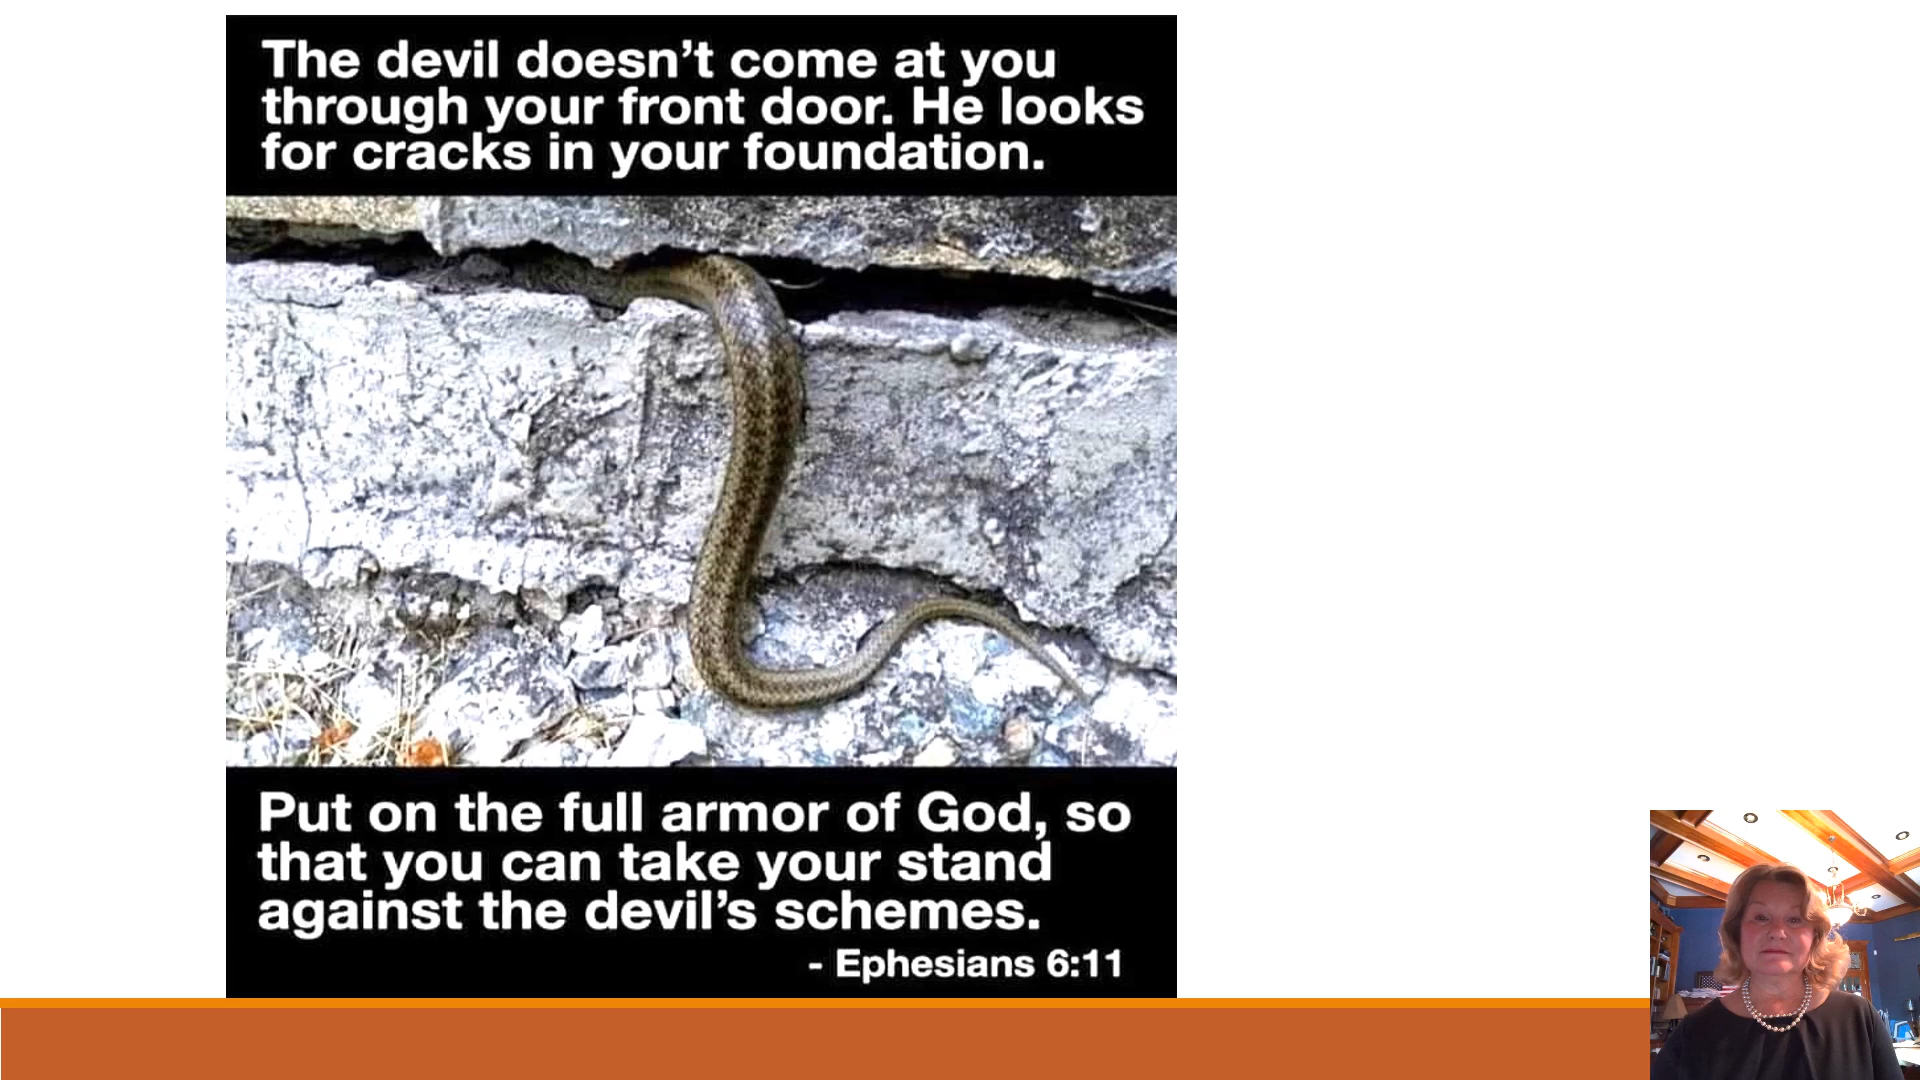 The devil doesn’t come at you
through your front door. He looks
for cracks in your foundation.
Put on the full armor of God, so
that you can take your stand
against the devil’s schemes.
- Ephesians 6:11